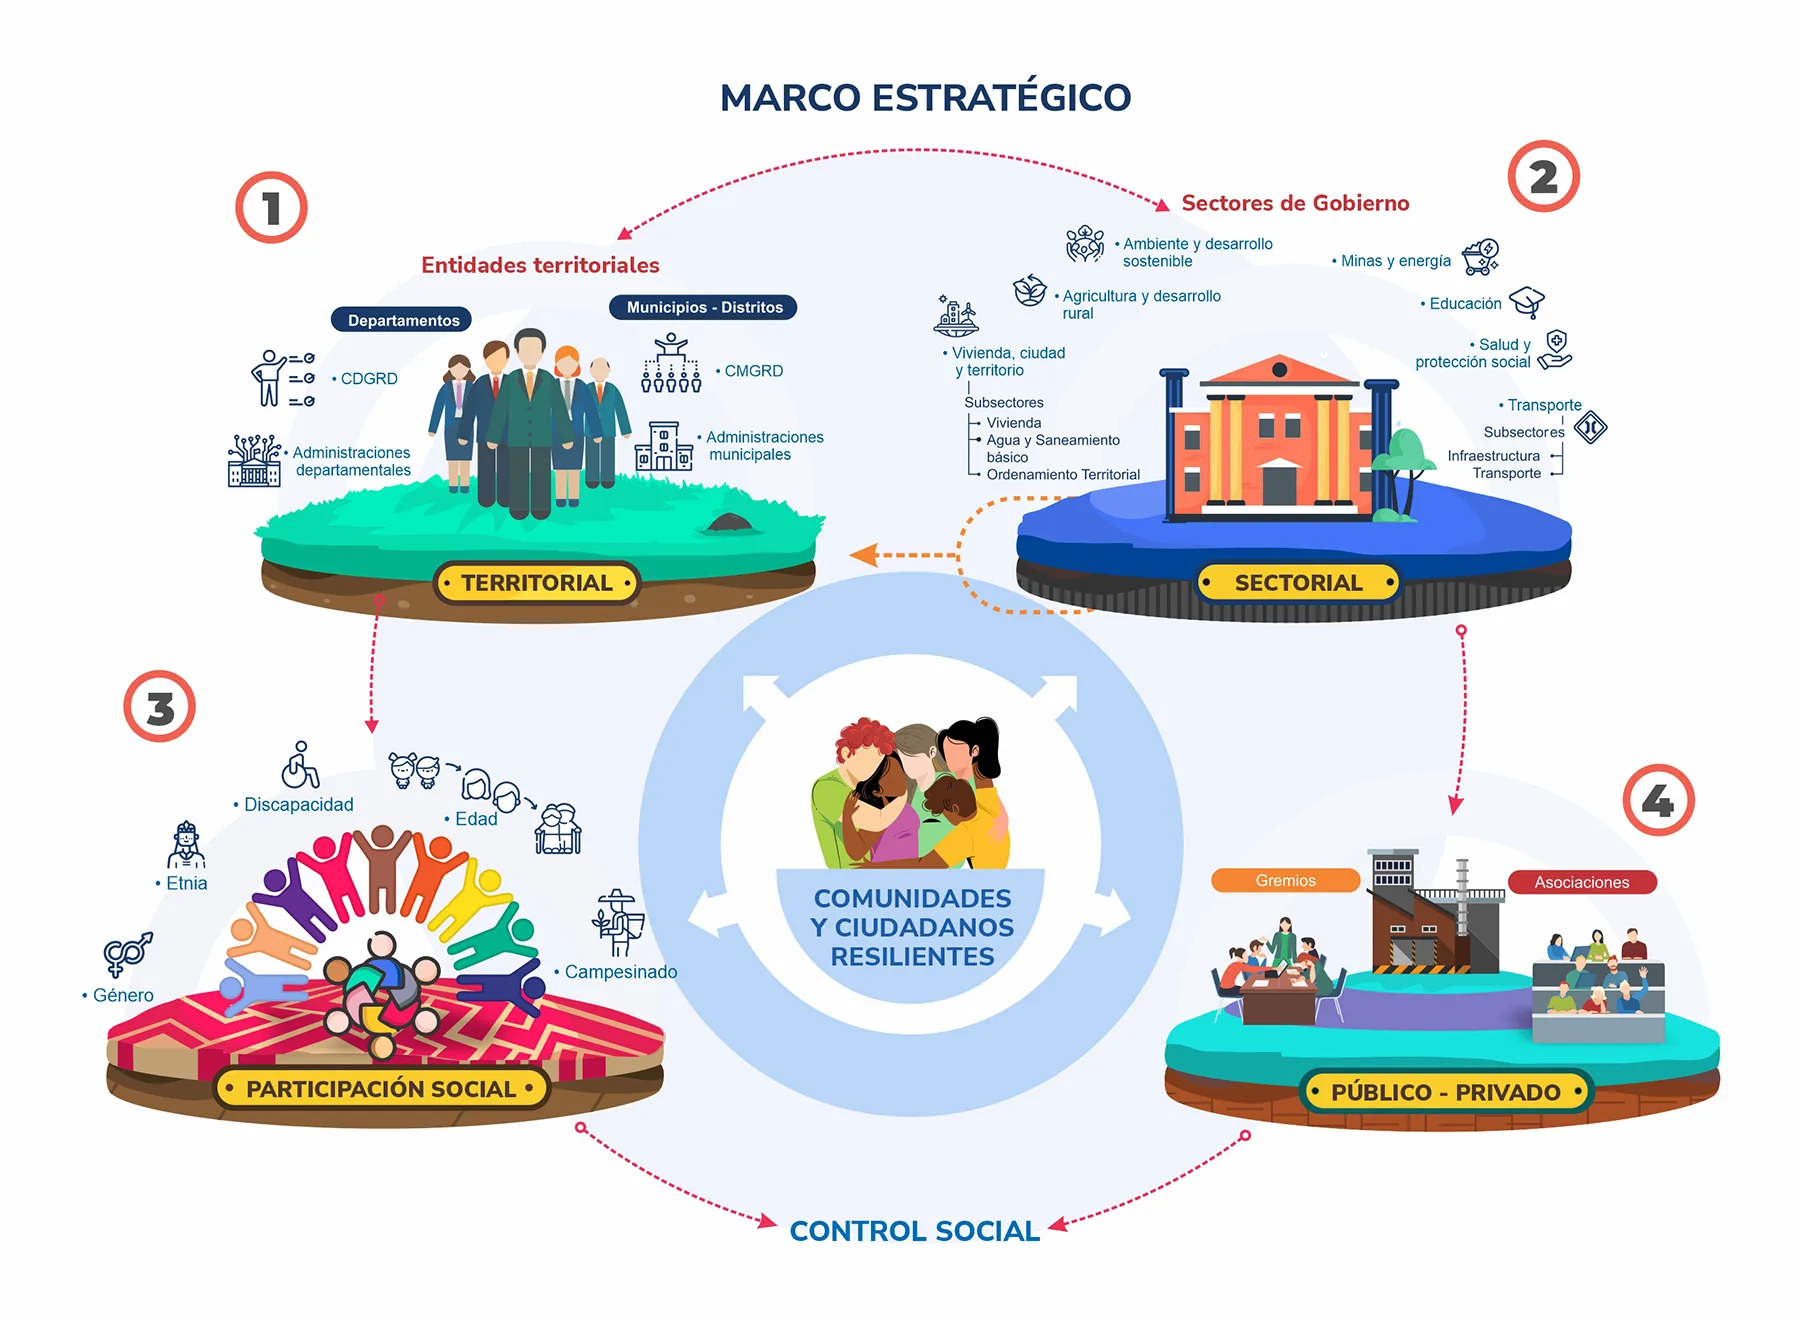 MARCO ESTRATÉGICO
1
Entidades territoriales
Departamentos
• CDGRD
• Administraciones
departamentales
Municipios - Distritos
• CMGRD
• Administraciones
municipales
• TERRITORIAL •
2
Sectores de Gobierno
• Ambiente y desarrollo
sostenible
• Agricultura y desarrollo
rural
• Vivienda, ciudad
y territorio
Subsectores
Vivienda
Agua y Saneamiento
básico
Ordenamiento Territorial
• Minas y energía
• Educación
• Salud y
protección social
• Transporte
Subsectores
Infraestructura
Transporte
• SECTORIAL •
3
• Discapacidad
• Edad
• Etnia
• Género
• Campesinado
• PARTICIPACIÓN SOCIAL •
COMUNIDADES
Y CIUDADANOS
RESILIENTES
4
Gremios
Asociaciones
• PÚBLICO - PRIVADO •
CONTROL SOCIAL